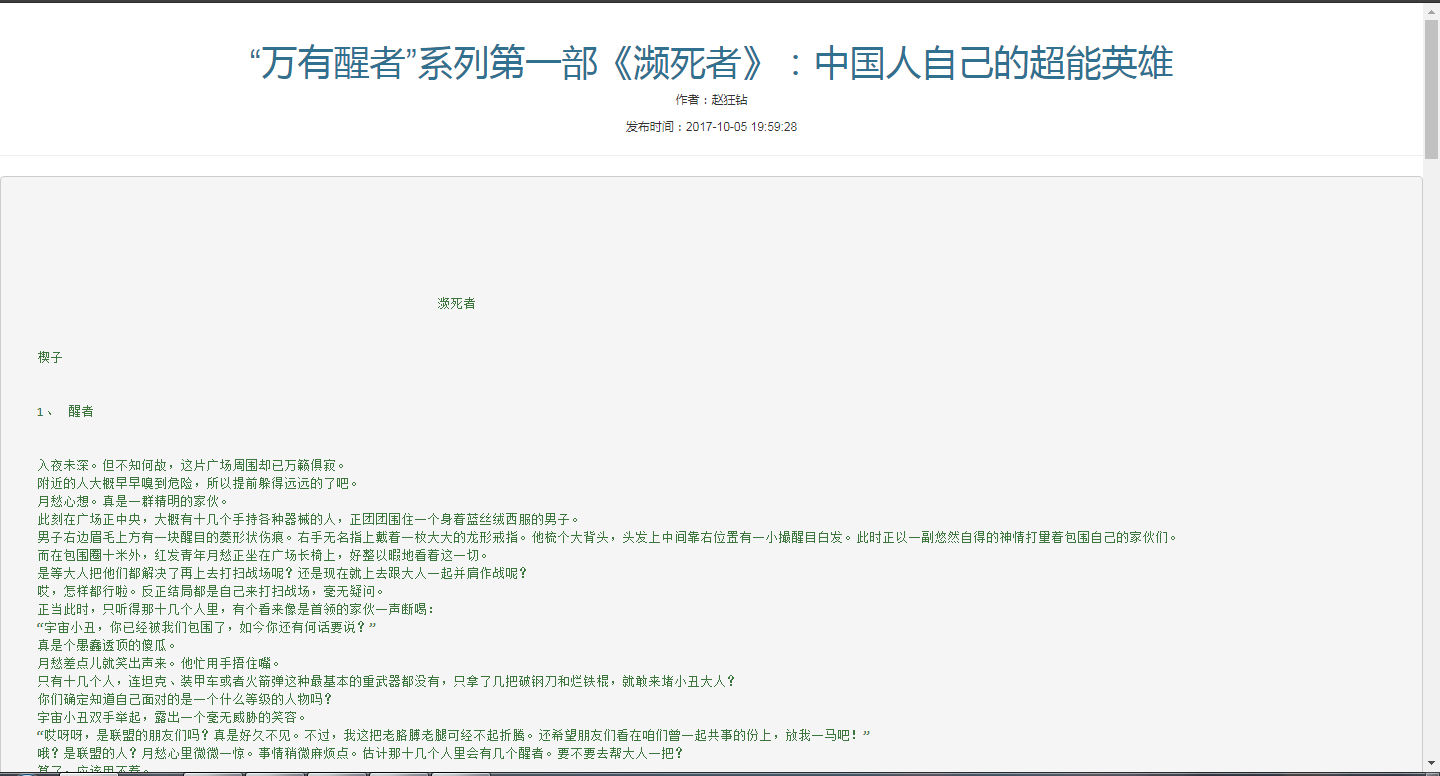 “万有醒者”系列第一部《濒死者》：中国人自己的超能英雄
作者：赵狂钻
发布时间：2017-10-05 19:59:28
濒死者
楔子
1、 醒者
入夜未深。但不知何故，这片广场周围却已万籁俱寂。
附近的人大概早早嗅到危险，所以提前躲得远远的了吧。
月愁心想。真是一群精明的家伙。
此刻在广场正中央，大概有十几个手持各种器械的人，正团团围住一个身着蓝丝绒西服的男子。
男子右边眉毛上方有一块醒目的菱形状伤痕。右手无名指上戴着一枚大大的龙形戒指。他梳个大背头，头发上中间靠右位置有一小撮醒目白发。此时正以一副悠然自得的神情打量着包围自己的家伙们。
而在包围圈十米外，红发青年月愁正坐在广场长椅上，好整以暇地看着这一切。
是等大人把他们都解决了再上去打扫战场呢？还是现在就上去跟大人一起并肩作战呢？
哎，怎样都行啦。反正结局都是自己来打扫战场，毫无疑问。
正当此时，只听得那十几个人里，有个看来像是首领的家伙一声断喝：
“宇宙小丑，你已经被我们包围了，如今你还有何话要说？”
真是个愚蠢透顶的傻瓜。
月愁差点儿就笑出声来。他忙用手捂住嘴。
只有十几个人，连坦克、装甲车或者火箭弹这种最基本的重武器都没有，只拿了几把破钢刀和烂铁棍，就敢来堵小丑大人？
你们确定知道自己面对的是一个什么等级的人物吗？
宇宙小丑双手举起，露出一个毫无威胁的笑容。
“哎呀呀，是联盟的朋友们吗？真是好久不见。不过，我这把老胳膊老腿可经不起折腾。还希望朋友们看在咱们曾一起共事的份上，放我一马吧！”
哦？是联盟的人？月愁心里微微一惊。事情稍微麻烦点。估计那十几个人里会有几个醒者。要不要去帮大人一把？
算了，应该用不着。